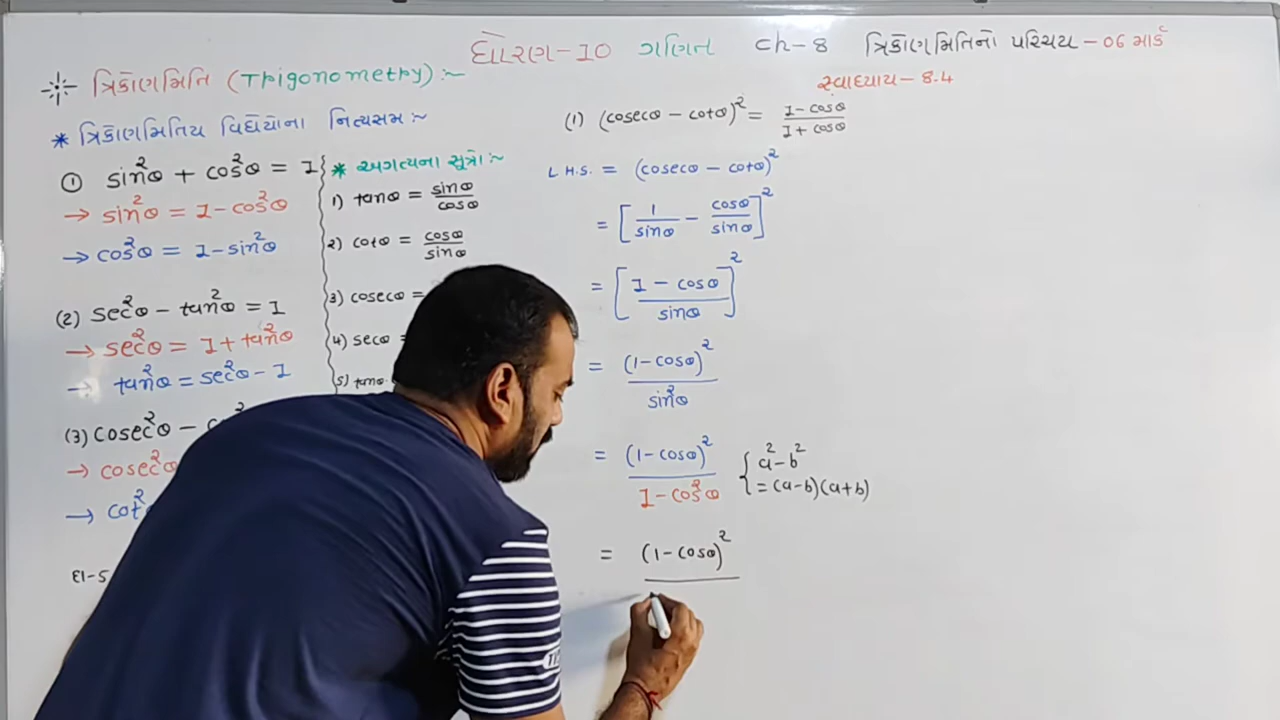 ધોરણ-10 ગણિત ch-8 ત્રિકોણમિતિનો પરિચય-06 માર્ક
ત્રિકોણમિતિ (Trigonometry):~
સ્વાધ્યાય-8.4
* ત્રિકોણમિતિય વિધેયોના નિત્યસમ:~
① sin²θ + cos²θ = 1
→ sin²θ = 1-cos²θ
→ cos²θ = 1-sin²θ
(2) sec²θ - tan²θ = 1
→ sec²θ = 1+tan²θ
→ tan²θ = sec²θ-1
(3) cosec²θ -
→ cosec²θ
→ cot²
દા-5
* અગત્યના સૂત્રો:~
1) tanθ = sinθ/cosθ
2) cotθ = cosθ/sinθ
3) cosecθ =
4) secθ =
5) tanθ
(1) (cosecθ - cotθ)² = 1-cosθ/1+cosθ
L.H.S. = (cosecθ - cotθ)²
= [1/sinθ - cosθ/sinθ]²
= [1-cosθ/sinθ]²
= (1-cosθ)²/sin²θ
= (1-cosθ)²/1-cos²θ { a²-b²
=(a-b)(a+b)
= (1-cosθ)²